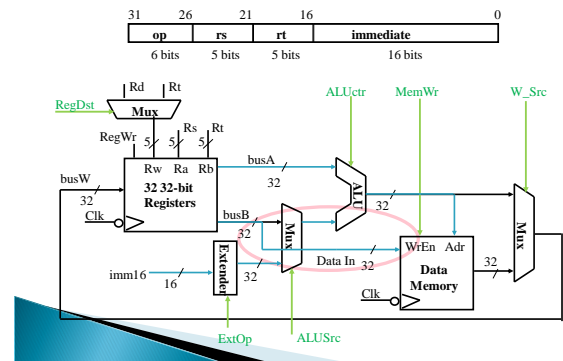 31 26 21 16 0
op rs rt immediate
6 bits 5 bits 5 bits 16 bits
Rd Rt
RegDst
Mux
ALUctr MemWr W_Src
RegWr 5 5 5 Rs Rt
Rw Ra Rb
busA
32
busW
32
32 32-bit
Registers
Clk
busB
32
Mux
ALU
32
Mux
imm16
16
Extender
32
Data In
32
WrEn Adr
Data
Memory
32
Clk
ExtOp
ALUSrc